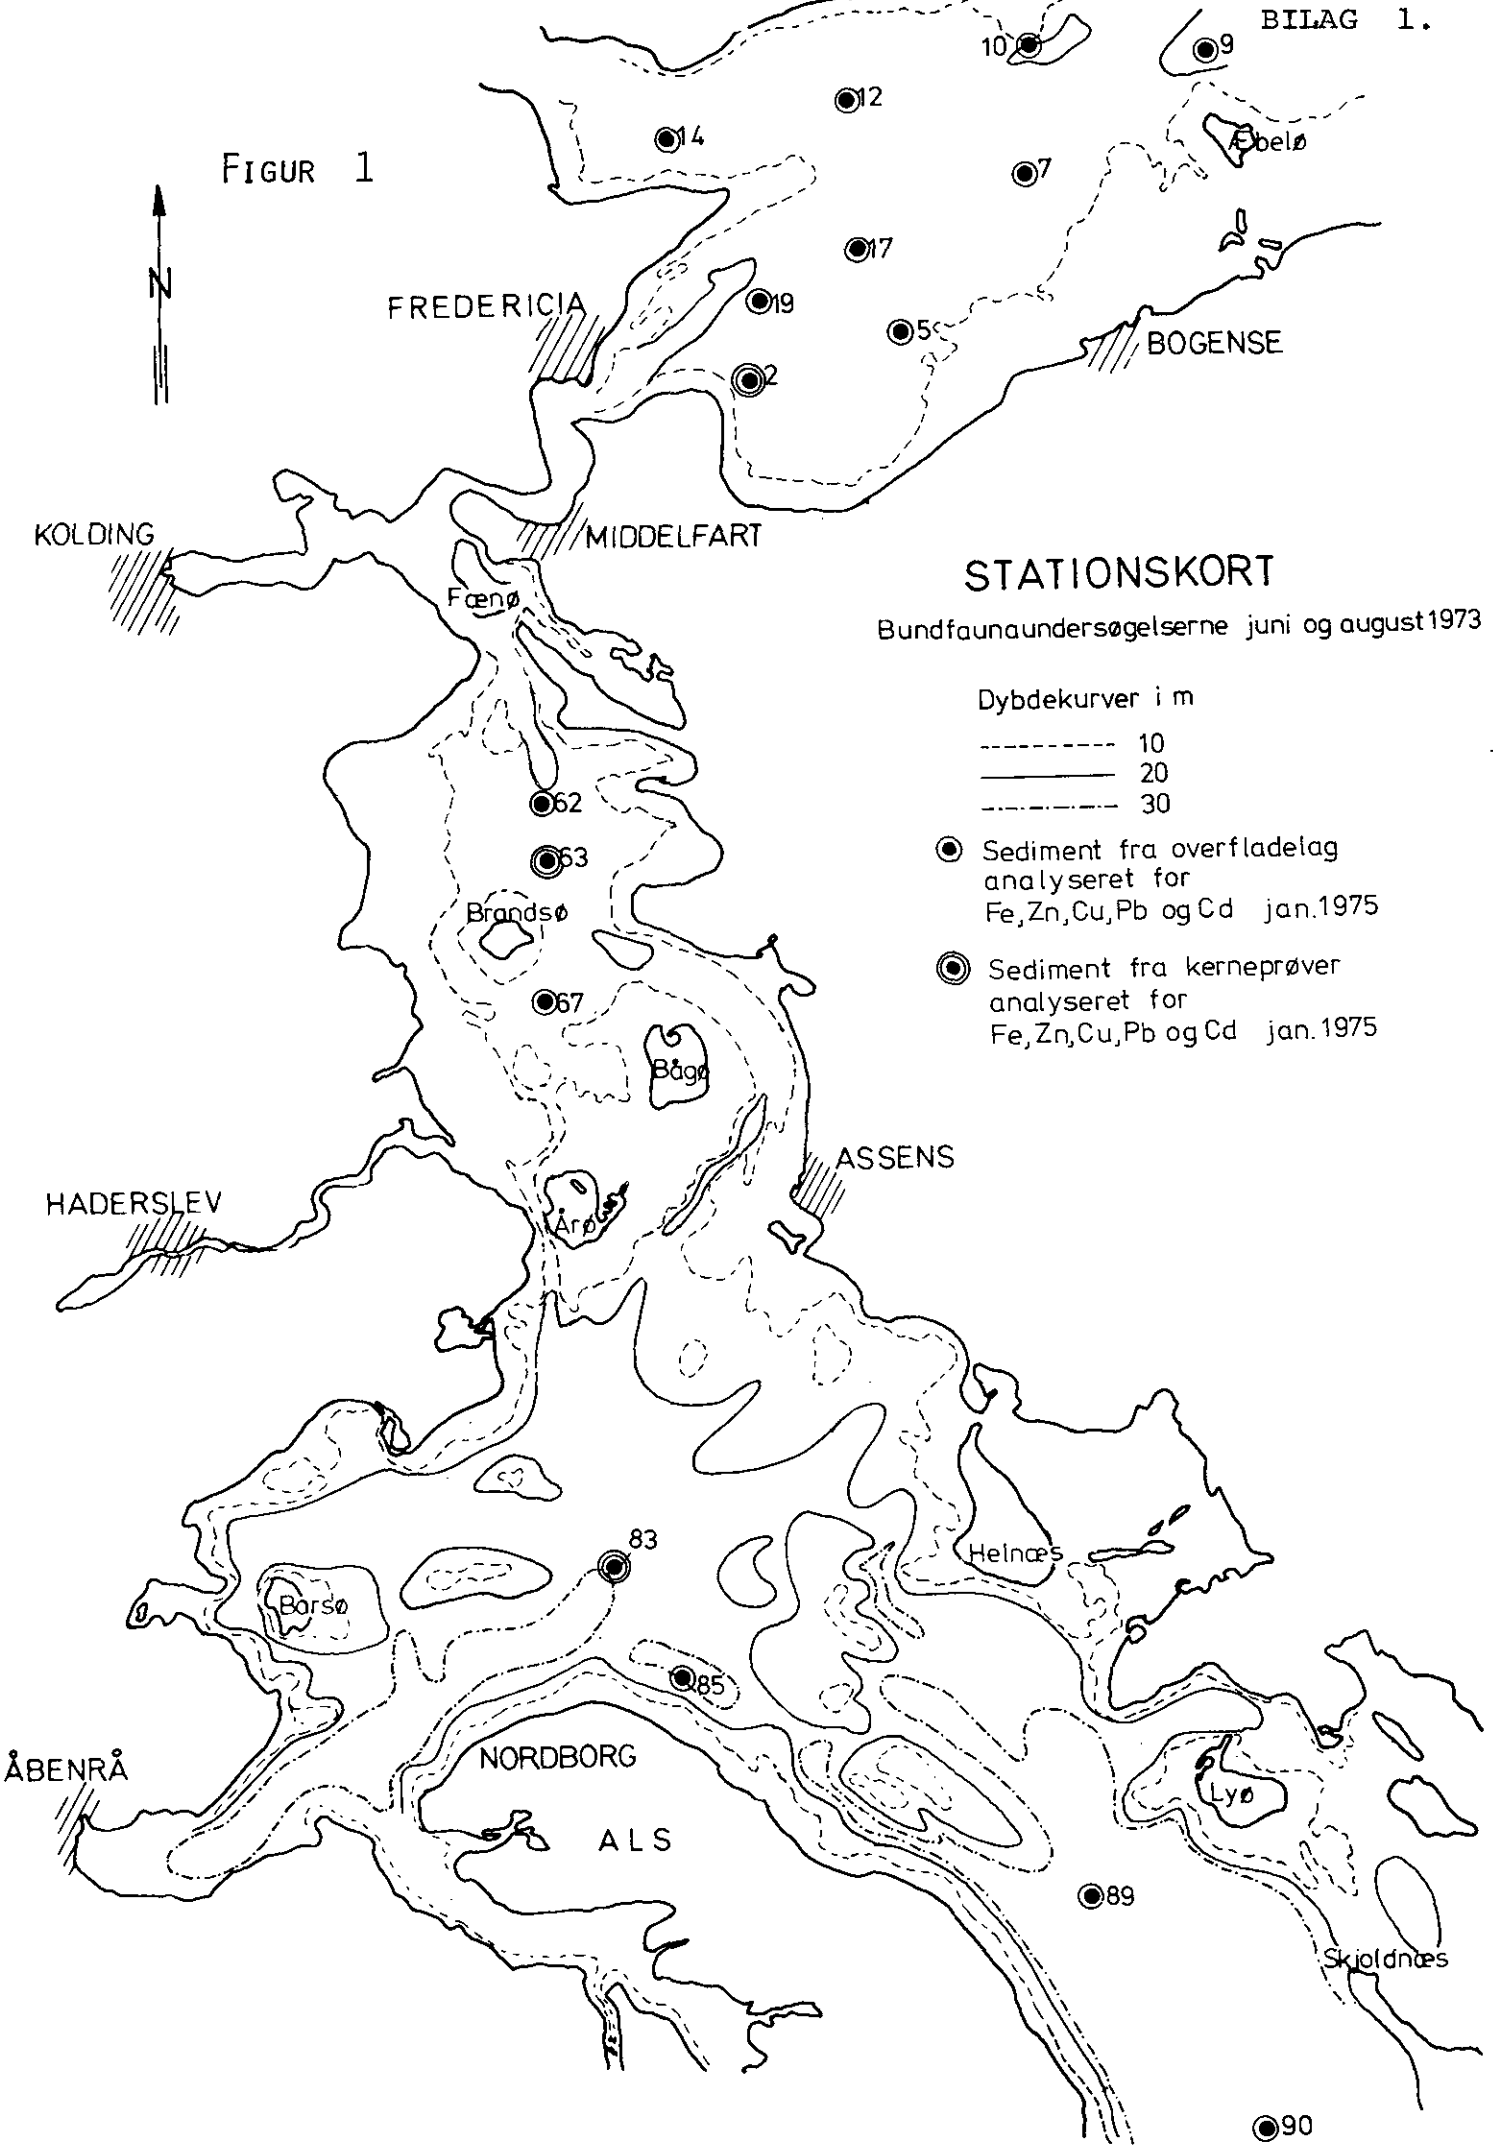 BILAG 1.
10
9
12
14
Æbelø
FIGUR 1
7
17
N
FREDERICIA
19
5
BOGENSE
2
KOLDING
MIDDELFART
STATIONSKORT
Fænø
Bundfaunaundersøgelserne juni og august 1973
Dybdekurver i m
10
20
30
62
Sediment fra overfladelag
analyseret for
Fe,Zn,Cu,Pb og Cd jan.1975
63
Brandsø
Sediment fra kerneprøver
analyseret for
Fe,Zn,Cu,Pb og Cd jan.1975
67
Bågø
ASSENS
HADERSLEV
Årø
83
Helnæs
Barsø
85
NORDBORG
ÅBENRÅ
Lyø
ALS
89
Skjoldnæs
90